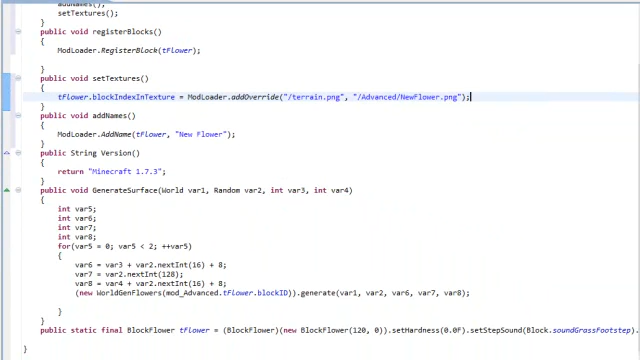 addNames();
setTextures();
}
public void registerBlocks()
{
ModLoader.RegisterBlock(tFlower);
}
public void setTextures()
{
tFlower.blockIndexInTexture = ModLoader.addOverride("/terrain.png", "/Advanced/NewFlower.png");
}
public void addNames()
{
ModLoader.AddName(tFlower, "New Flower");
}
public String Version()
{
return "Minecraft 1.7.3";
}
public void GenerateSurface(World var1, Random var2, int var3, int var4)
{
int var5;
int var6;
int var7;
int var8;
for(var5 = 0; var5 < 2; ++var5)
{
var6 = var3 + var2.nextInt(16) + 8;
var7 = var2.nextInt(128);
var8 = var4 + var2.nextInt(16) + 8;
(new WorldGenFlowers(mod_Advanced.tFlower.blockID)).generate(var1, var2, var6, var7, var8);
}
}
public static final BlockFlower tFlower = (BlockFlower)(new BlockFlower(120, 0)).setHardness(0.0F).setStepSound(Block.soundGrassFootstep).
}